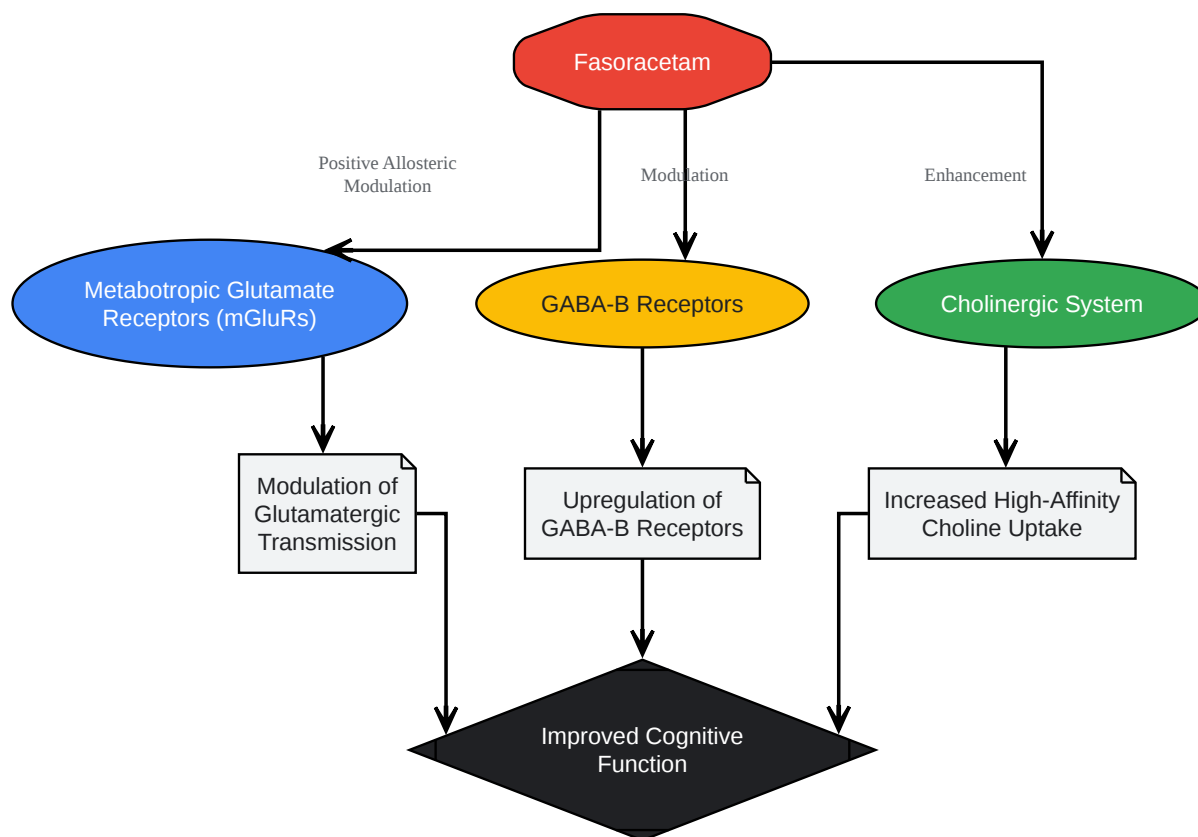 Fasoracetam
Positive Allosteric
Modulation
Modulation
Enhancement
Metabotropic Glutamate
Receptors (mGluRs)
GABA-B Receptors
Cholinergic System
Modulation of
Glutamatergic
Transmission
Upregulation of
GABA-B Receptors
Increased High-Affinity
Choline Uptake
Improved Cognitive
Function